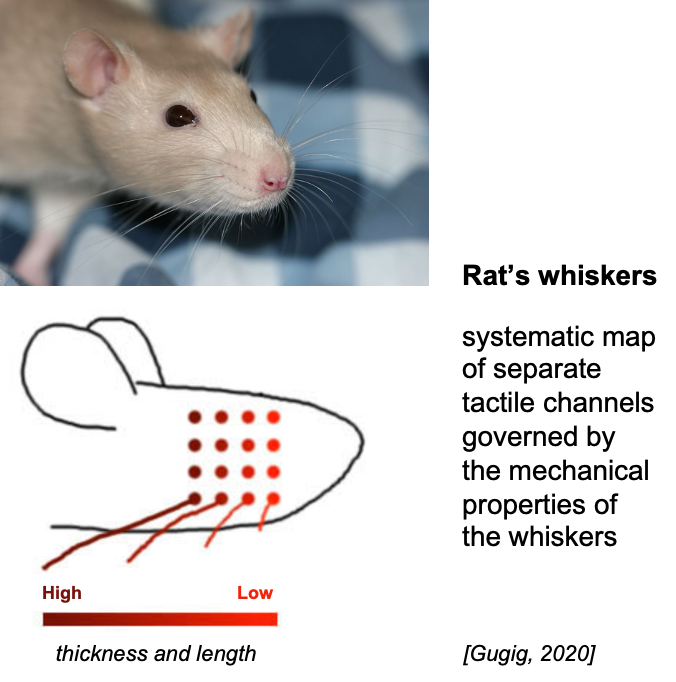 Rat’s whiskers
systematic map
of separate
tactile channels
governed by
the mechanical
properties of
the whiskers
High Low
thickness and length
[Gugig, 2020]